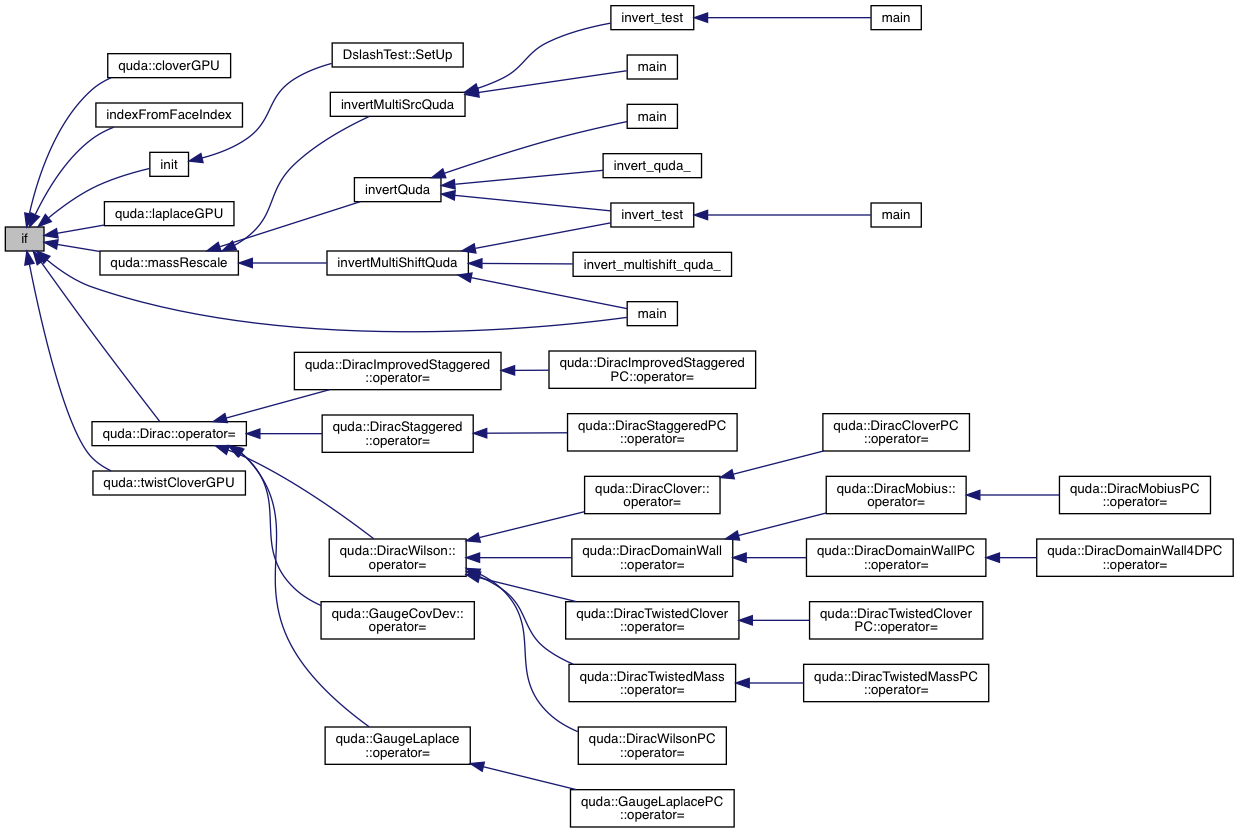 invert_test
main
DslashTest::SetUp
quda::cloverGPU
main
invertMultiSrcQuda
indexFromFaceIndex
main
init
invert_quda_
invertQuda
quda::laplaceGPU
invert_test
main
if
quda::massRescale
invertMultiShiftQuda
invert_multishift_quda_
main
quda::DiracImprovedStaggered
::operator=
quda::DiracImprovedStaggered
PC::operator=
quda::Dirac::operator=
quda::DiracStaggered
::operator=
quda::DiracStaggeredPC
::operator=
quda::DiracCloverPC
::operator=
quda::twistCloverGPU
quda::DiracClover::
operator=
quda::DiracMobius::
operator=
quda::DiracMobiusPC
::operator=
quda::DiracWilson::
operator=
quda::DiracDomainWall
::operator=
quda::DiracDomainWallPC
::operator=
quda::DiracDomainWall4DPC
::operator=
quda::GaugeCovDev::
operator=
quda::DiracTwistedClover
::operator=
quda::DiracTwistedClover
PC::operator=
quda::DiracTwistedMass
::operator=
quda::DiracTwistedMassPC
::operator=
quda::GaugeLaplace
::operator=
quda::DiracWilsonPC
::operator=
quda::GaugeLaplacePC
::operator=